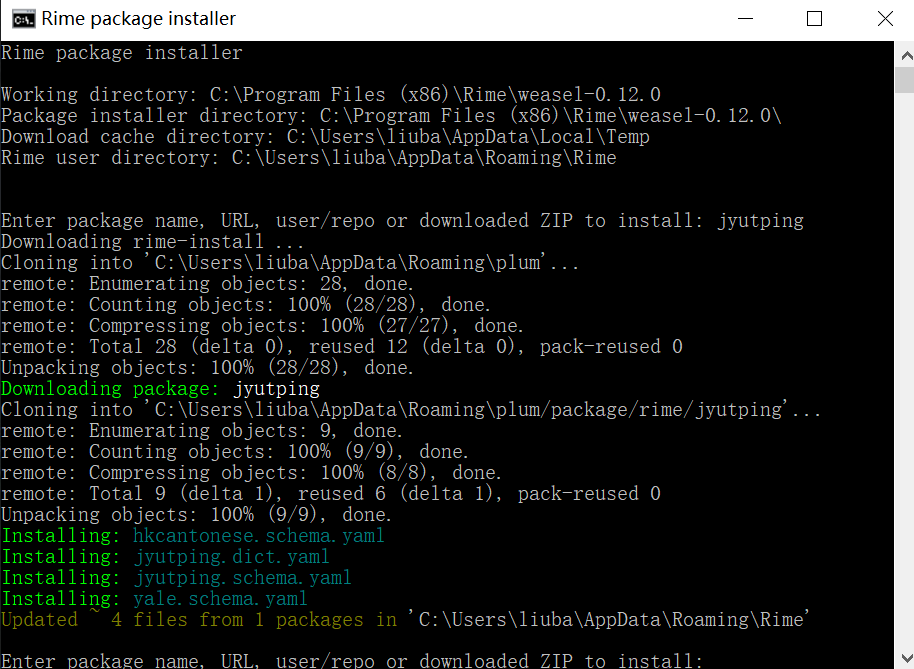 Rime package installer
Rime package installer
Working directory: C:\Program Files (x86)\Rime\weasel-0.12.0
Package installer directory: C:\Program Files (x86)\Rime\weasel-0.12.0\
Download cache directory: C:\Users\liuba\AppData\Local\Temp
Rime user directory: C:\Users\liuba\AppData\Roaming\Rime
Enter package name, URL, user/repo or downloaded ZIP to install: jyutping
Downloading rime-install ...
Cloning into 'C:\Users\liuba\AppData\Roaming\plum'...
remote: Enumerating objects: 28, done.
remote: Counting objects: 100% (28/28), done.
remote: Compressing objects: 100% (27/27), done.
remote: Total 28 (delta 0), reused 12 (delta 0), pack-reused 0
Unpacking objects: 100% (28/28), done.
Downloading package: jyutping
Cloning into 'C:\Users\liuba\AppData\Roaming\plum/package/rime/jyutping'...
remote: Enumerating objects: 9, done.
remote: Counting objects: 100% (9/9), done.
remote: Compressing objects: 100% (8/8), done.
remote: Total 9 (delta 1), reused 6 (delta 1), pack-reused 0
Unpacking objects: 100% (9/9), done.
Installing: hkcantonese.schema.yaml
Installing: jyutping.dict.yaml
Installing: jyutping.schema.yaml
Installing: yale.schema.yaml
Updated ~ 4 files from 1 packages in 'C:\Users\liuba\AppData\Roaming\Rime'
Enter package name, URL, user/repo or downloaded ZIP to install: